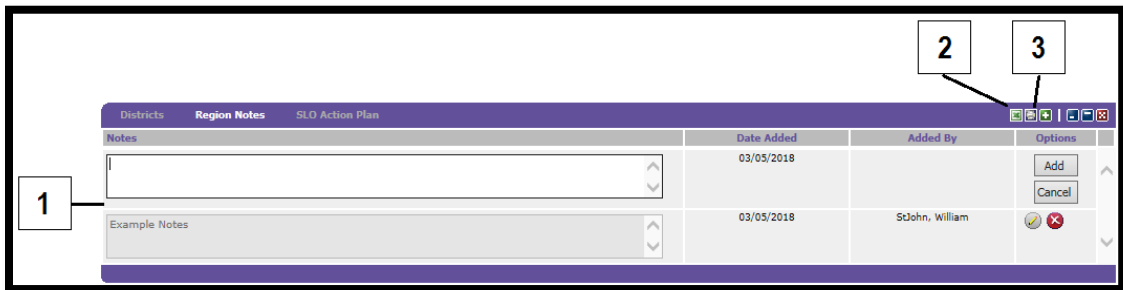 2 3
Districts Region Notes SLO Action Plan
Notes Date Added Added By Options
03/05/2018 Add
Cancel
1
Example Notes 03/05/2018 StJohn, William